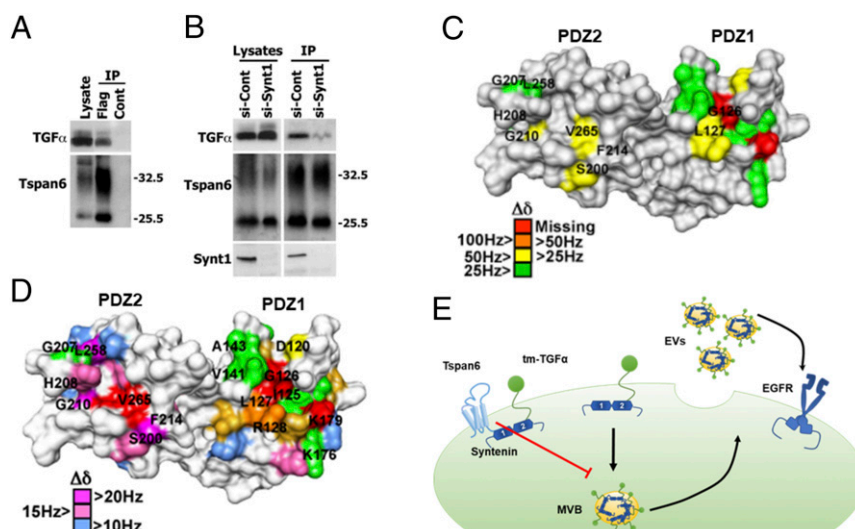 A
Lysate
Flag
Cont
IP
TGFα
Tspan6
-32.5
-25.5
B
Lysates
IP
si-Cont
si-Synt1
si-Cont
si-Synt1
TGFα
Tspan6
-32.5
-25.5
Synt1
C
PDZ2
PDZ1
G207
L258
H208
G210
V265
F214
S200
G126
L127
Δδ
Missing
100Hz>
>50Hz
50Hz>
>25Hz
25Hz>
D
PDZ2
PDZ1
G207
L258
H208
G210
V265
F214
S200
A143
D120
V141
G126
I125
L127
R128
K179
K176
Δδ
>20Hz
15Hz>
>10Hz
E
EVs
Tspan6
tm-TGFα
EGFR
1 2
1 2
Syntenin
MVB